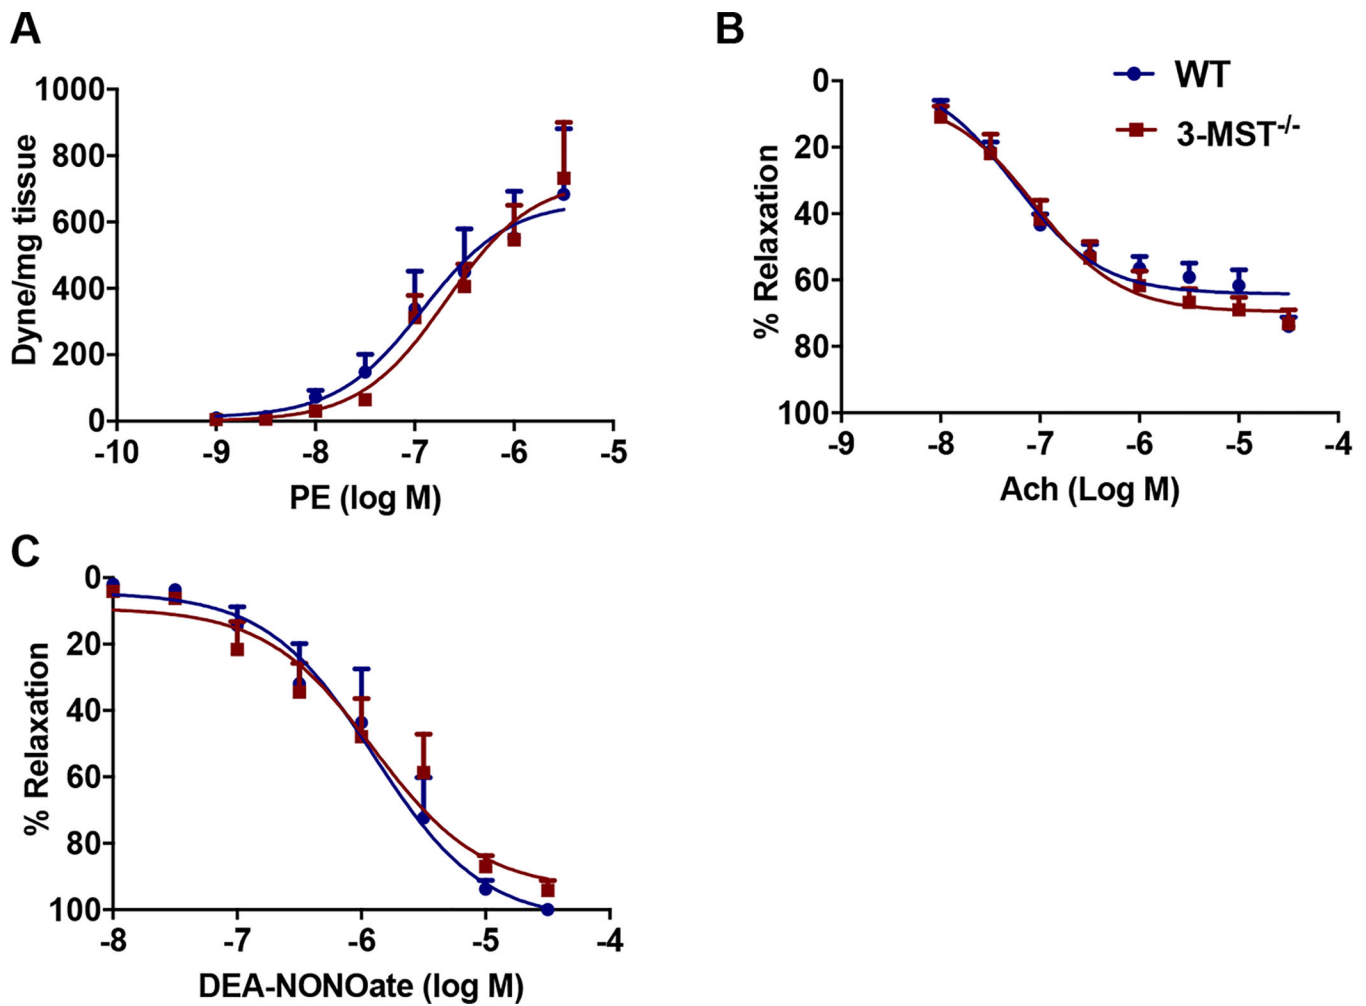 A
1000
800
600
400
200
0
Dyne/mg tissue
-10 -9 -8 -7 -6 -5
PE (log M)
B
WT
3-MST-/-
0
20
40
60
80
100
% Relaxation
-9 -8 -7 -6 -5 -4
Ach (Log M)
C
0
20
40
60
80
100
% Relaxation
-8 -7 -6 -5 -4
DEA-NONOate (log M)